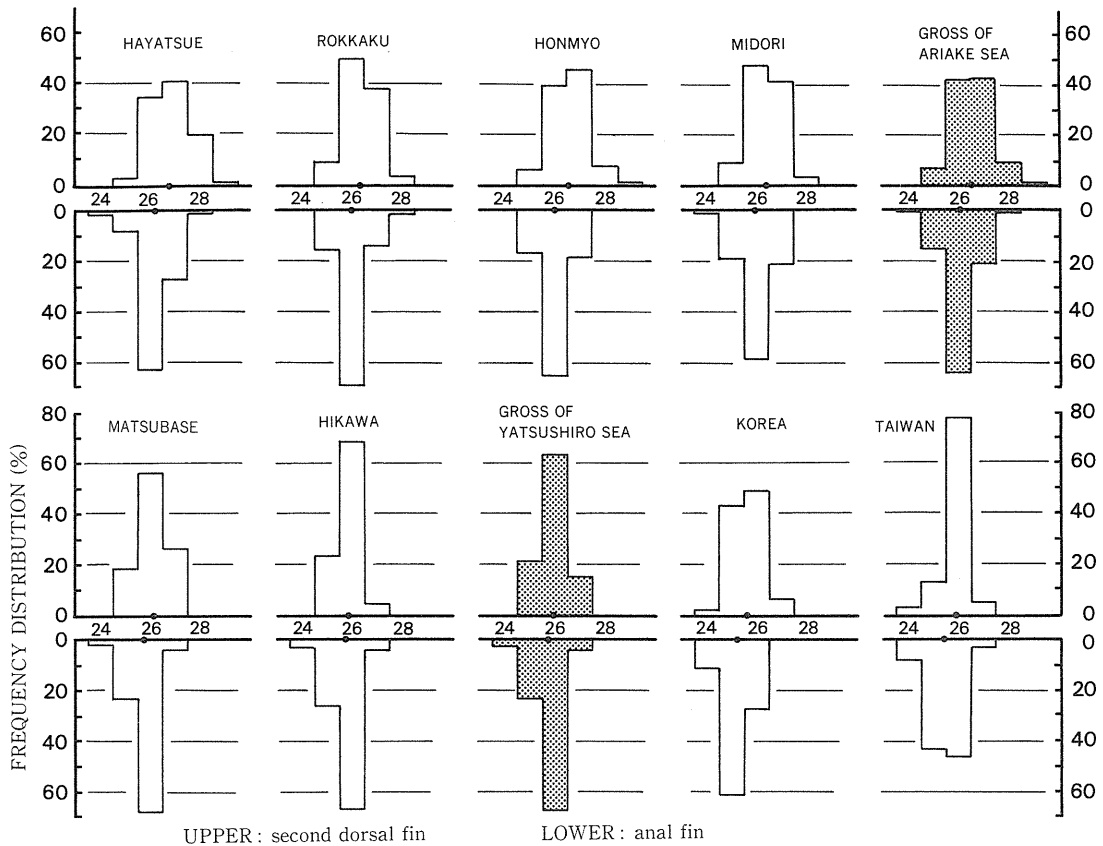 HAYATSUE
ROKKAKU
HONMYO
MIDORI
GROSS OF
ARIAKE SEA
60
40
20
0
60
40
20
0
24 26 28
24 26 28
24 26 28
24 26 28
24 26 28
0
20
40
60
0
20
40
60
MATSUBASE
HIKAWA
GROSS OF
YATSUSHIRO SEA
KOREA
TAIWAN
80
60
40
20
0
80
60
40
20
0
24 26 28
24 26 28
24 26 28
24 26 28
24 26 28
0
20
40
60
0
20
40
60
FREQUENCY DISTRIBUTION (%)
UPPER: second dorsal fin LOWER: anal fin